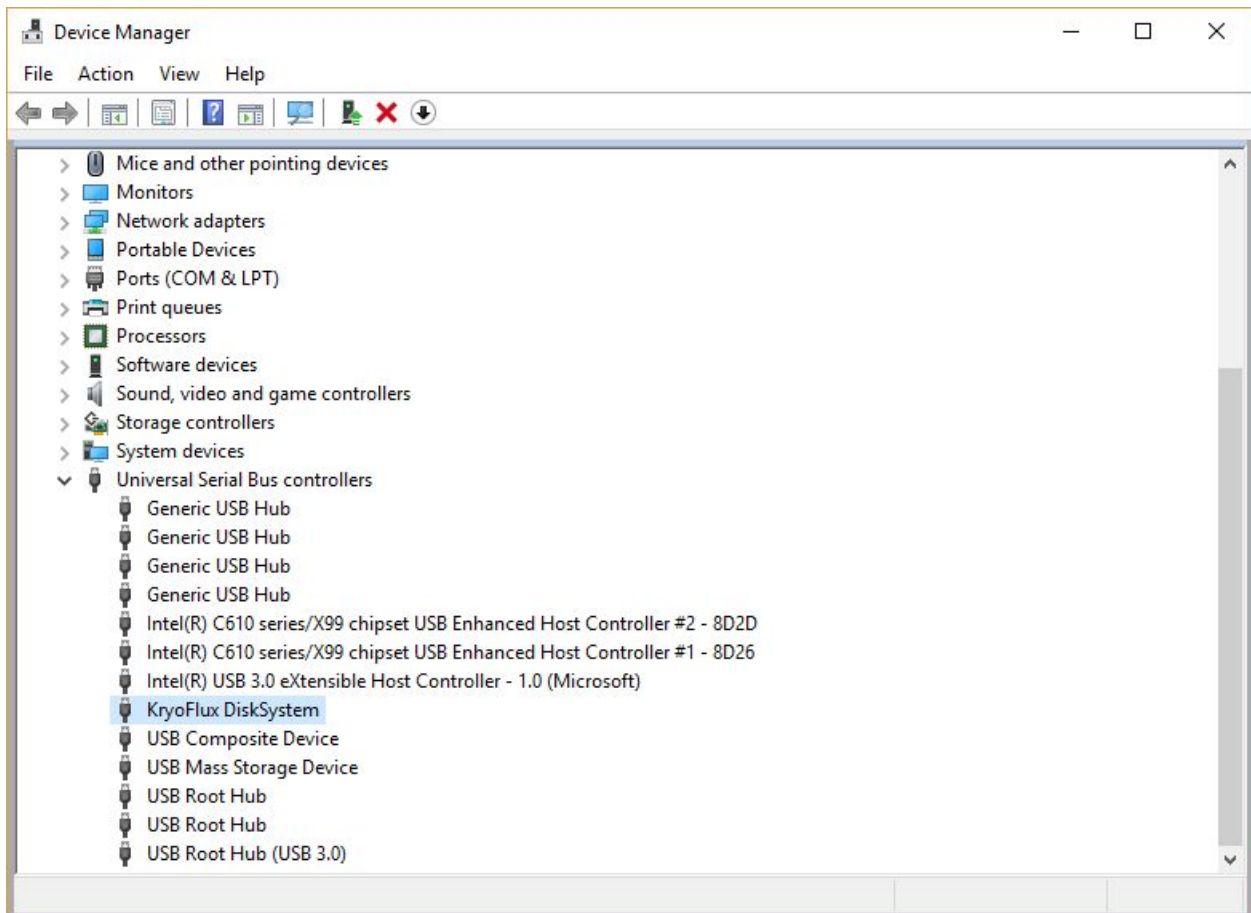 Device Manager
File Action View Help
Mice and other pointing devices
Monitors
Network adapters
Portable Devices
Ports (COM & LPT)
Print queues
Processors
Software devices
Sound, video and game controllers
Storage controllers
System devices
Universal Serial Bus controllers
Generic USB Hub
Generic USB Hub
Generic USB Hub
Generic USB Hub
Intel(R) C610 series/X99 chipset USB Enhanced Host Controller #2 - 8D2D
Intel(R) C610 series/X99 chipset USB Enhanced Host Controller #1 - 8D26
Intel(R) USB 3.0 eXtensible Host Controller - 1.0 (Microsoft)
KryoFlux DiskSystem
USB Composite Device
USB Mass Storage Device
USB Root Hub
USB Root Hub
USB Root Hub (USB 3.0)